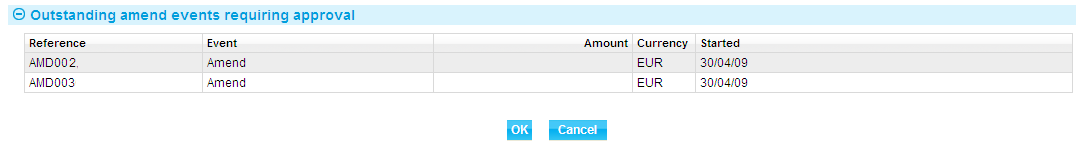 Outstanding amend events requiring approval
Reference Event Amount Currency Started
AMD002, Amend EUR 30/04/09
AMD003 Amend EUR 30/04/09
OK Cancel